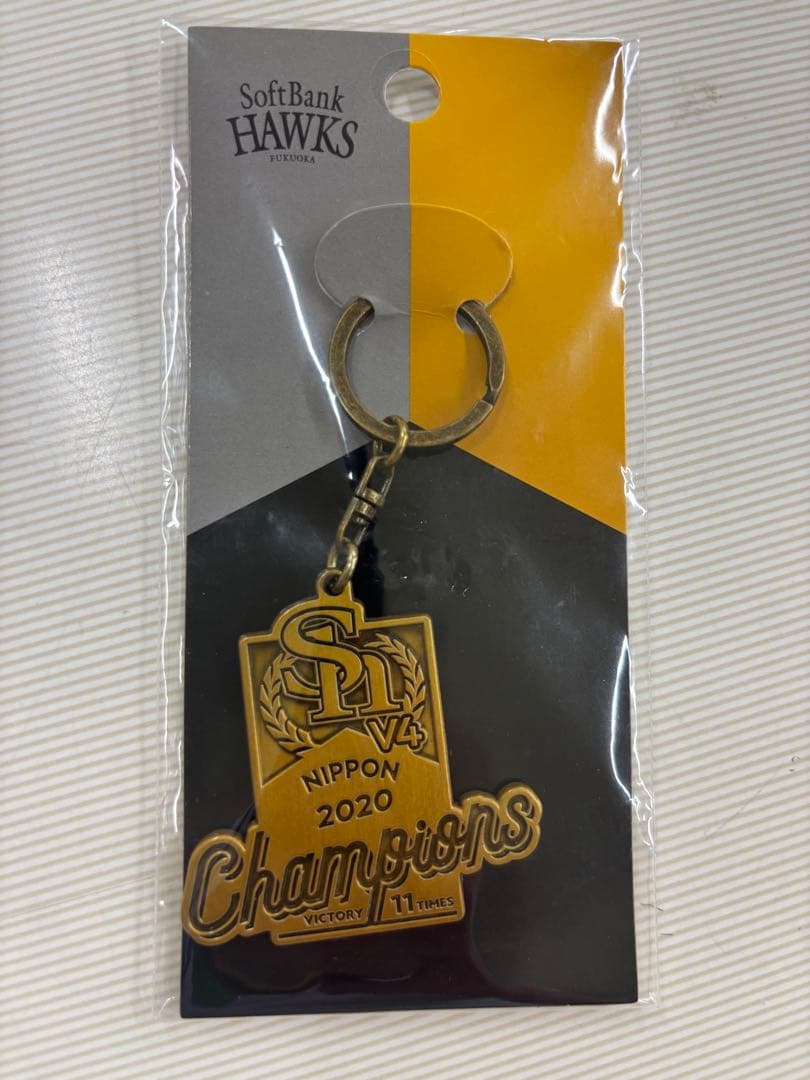 SoftBank
HAWKS
FUKUOKA
SH
V4
NIPPON
2020
Champions
VICTORY 11 TIMES